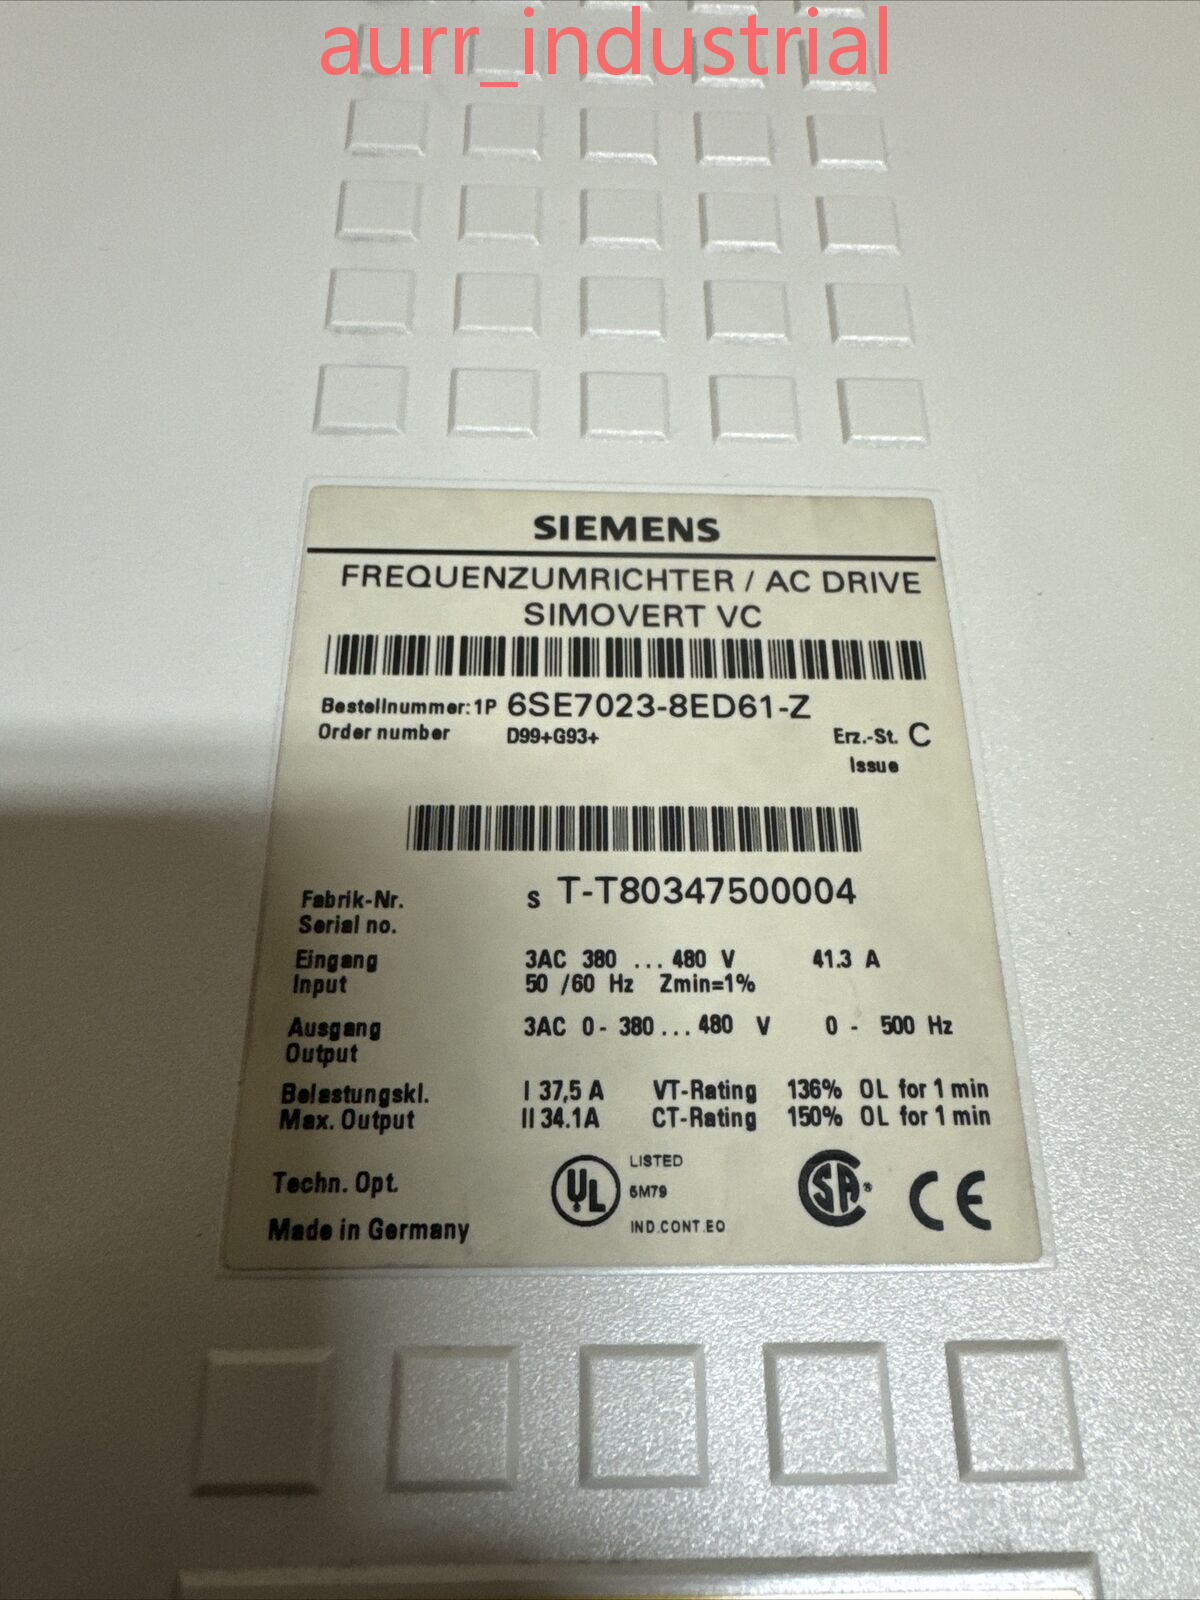 aurr_industrial
SIEMENS
FREQUENZUMRICHTER / AC DRIVE
SIMOVERT VC
Bestellnummer: 1P 6SE7023-8ED61-Z
Order number D99+G93+ Erz.-St. C
Issue
Fabrik-Nr. S T-T80347500004
Serial no.
Eingang 3AC 380 ... 480 V 41.3 A
Input 50 /60 Hz Zmin=1%
Ausgang 3AC 0- 380... 480 V 0 - 500 Hz
Output
Belastungskl. I 37,5 A VT-Rating 136% OL for 1 min
Max. Output II 34.1A CT-Rating 150% OL for 1 min
LISTED
Techn. Opt. UL 5M79 SA® CE
Made in Germany IND.CONT.EQ